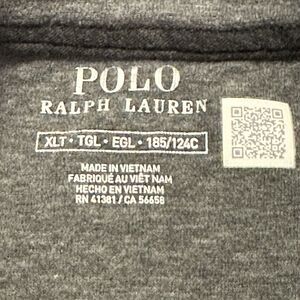 POLO
RALPH LAUREN
XLT • TGL • EGL • 185/124C
MADE IN VIETNAM
FABRIQUÉ AU VIÊT NAM
HECHO EN VIETNAM
RN 41381 / CA 56658